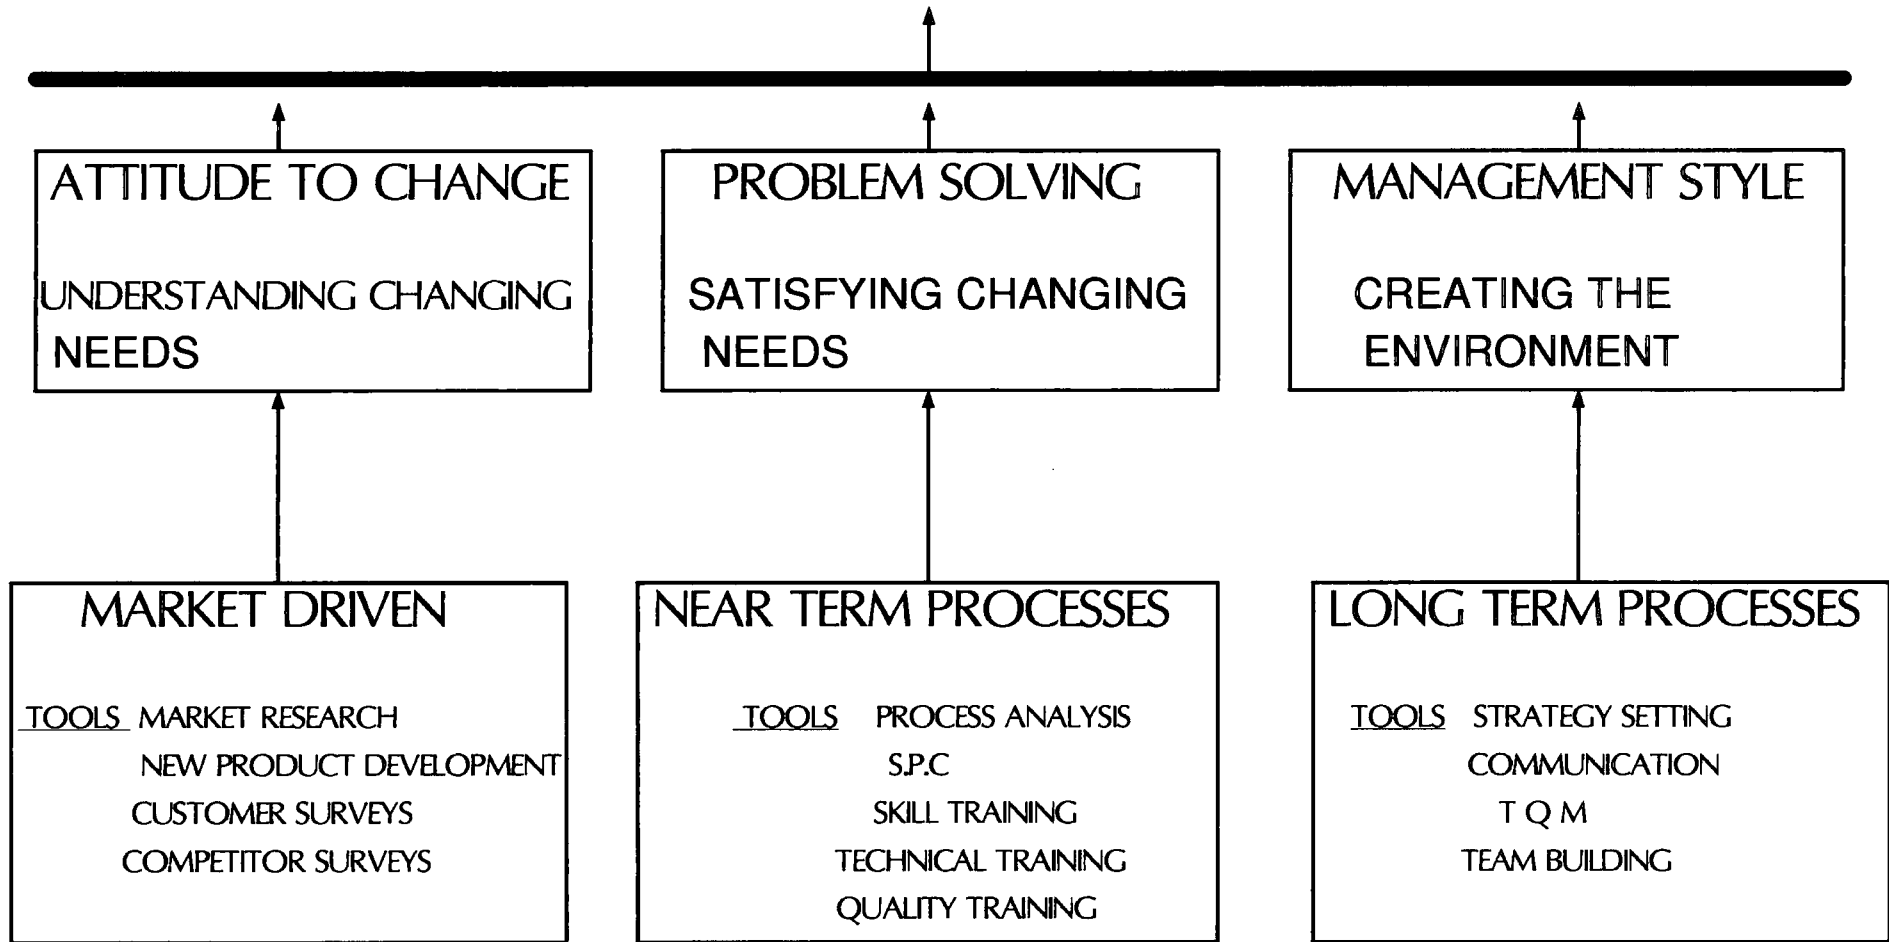 ATTITUDE TO CHANGE
UNDERSTANDING CHANGING
NEEDS
PROBLEM SOLVING
SATISFYING CHANGING
NEEDS
MANAGEMENT STYLE
CREATING THE
ENVIRONMENT
MARKET DRIVEN
TOOLS MARKET RESEARCH
NEW PRODUCT DEVELOPMENT
CUSTOMER SURVEYS
COMPETITOR SURVEYS
NEAR TERM PROCESSES
TOOLS PROCESS ANALYSIS
S.P.C
SKILL TRAINING
TECHNICAL TRAINING
QUALITY TRAINING
LONG TERM PROCESSES
TOOLS STRATEGY SETTING
COMMUNICATION
T Q M
TEAM BUILDING